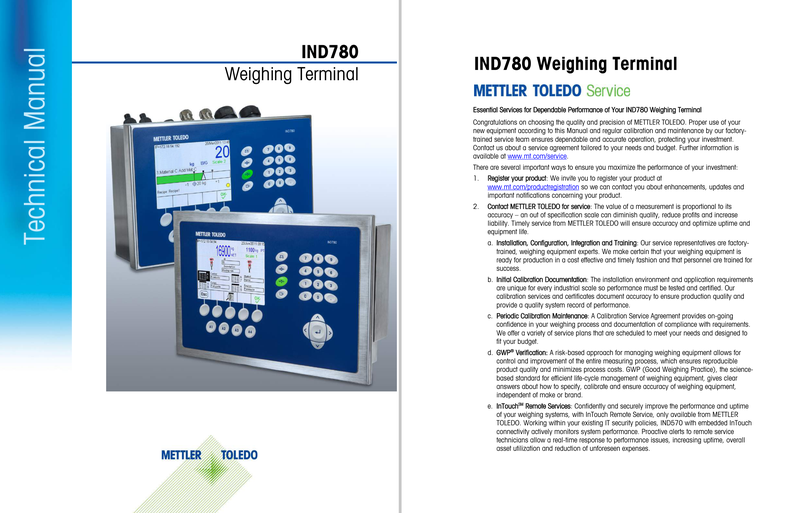 Technical Manual
IND780
Weighing Terminal
METTLER TOLEDO
IND780
20
kg
METTLER TOLEDO
IND780
16900
1100
METTLER TOLEDO
IND780 Weighing Terminal
METTLER TOLEDO Service
Essential Services for Dependable Performance of Your IND780 Weighing Terminal
Congratulations on choosing the quality and precision of METTLER TOLEDO. Proper use of your
new equipment according to this Manual and regular calibration and maintenance by our factory-
trained service team ensures dependable and accurate operation, protecting your investment.
Contact us about a service agreement tailored to your needs and budget. Further information is
available at www.mt.com/service.
There are several important ways to ensure you maximize the performance of your investment:
1. Register your product: We invite you to register your product at
www.mt.com/productregistration so we can contact you about enhancements, updates and
important notifications concerning your product.
2. Contact METTLER TOLEDO for service: The value of a measurement is proportional to its
accuracy – an out of specification scale can diminish quality, reduce profits and increase
liability. Timely service from METTLER TOLEDO will ensure accuracy and optimize uptime and
equipment life.
a. Installation, Configuration, Integration and Training: Our service representatives are factory-
trained, weighing equipment experts. We make certain that your weighing equipment is
ready for production in a cost effective and timely fashion and that personnel are trained for
success.
b. Initial Calibration Documentation: The installation environment and application requirements
are unique for every industrial scale so performance must be tested and certified. Our
calibration services and certificates document accuracy to ensure production quality and
provide a quality system record of performance.
c. Periodic Calibration Maintenance: A Calibration Service Agreement provides on-going
confidence in your weighing process and documentation of compliance with requirements.
We offer a variety of service plans that are scheduled to meet your needs and designed to
fit your budget.
d. GWP® Verification: A risk-based approach for managing weighing equipment allows for
control and improvement of the entire measuring process, which ensures reproducible
product quality and minimizes process costs. GWP (Good Weighing Practice), the science-
based standard for efficient life-cycle management of weighing equipment, gives clear
answers about how to specify, calibrate and ensure accuracy of weighing equipment,
independent of make or brand.
e. InTouch℠ Remote Services: Confidently and securely improve the performance and uptime
of your weighing systems, with InTouch Remote Service, only available from METTLER
TOLEDO. Working within your existing IT security policies, IND570 with embedded InTouch
connectivity actively monitors system performance. Proactive alerts to remote service
technicians allow a real-time response to performance issues, increasing uptime, overall
asset utilization and reduction of unforeseen expenses.